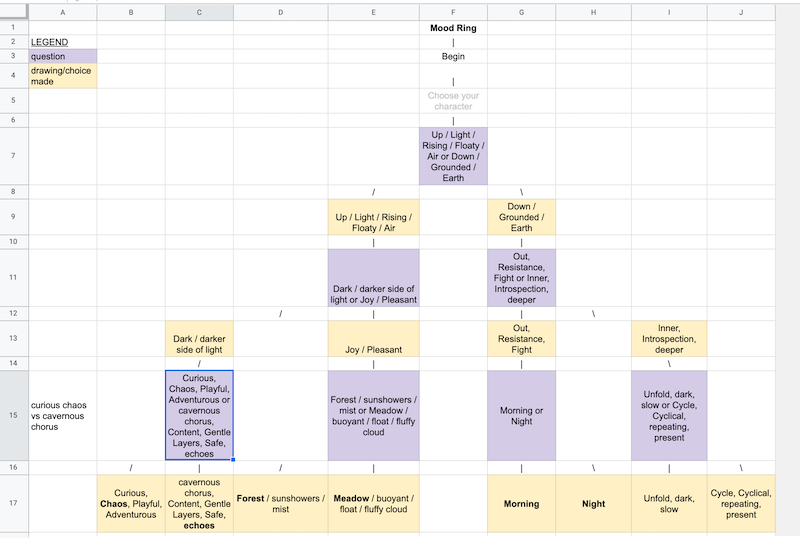 A B C D E F G H I J
1 Mood Ring
2 LEGEND |
3 question Begin
4 drawing/choice
made |
5 Choose your
character
6 |
7 Up / Light /
Rising / Floaty /
Air or Down /
Grounded /
Earth
8 / \
9 Up / Light / Rising /
Floaty / Air
Down /
Grounded /
Earth
10 | |
11 Dark / darker side of
light or Joy / Pleasant
Out,
Resistance,
Fight or Inner,
Introspection,
deeper
12 / | | \
13 Dark / darker
side of light
Joy / Pleasant
Out,
Resistance,
Fight
Inner,
Introspection,
deeper
14 / | | \
15 curious chaos
vs cavernous
chorus
Curious,
Chaos, Playful,
Adventurous or
cavernous
chorus,
Content, Gentle
Layers, Safe,
echoes
Forest / sunshowers /
mist or Meadow /
buoyant / float / fluffy
cloud
Morning or
Night
Unfold, dark,
slow or Cycle,
Cyclical,
repeating,
present
16 / | / | | \ | \
17 Curious,
Chaos, Playful,
Adventurous
cavernous
chorus,
Content, Gentle
Layers, Safe,
echoes
Forest / sunshowers /
mist
Meadow / buoyant /
float / fluffy cloud
Morning
Night
Unfold, dark,
slow
Cycle, Cyclical,
repeating,
present